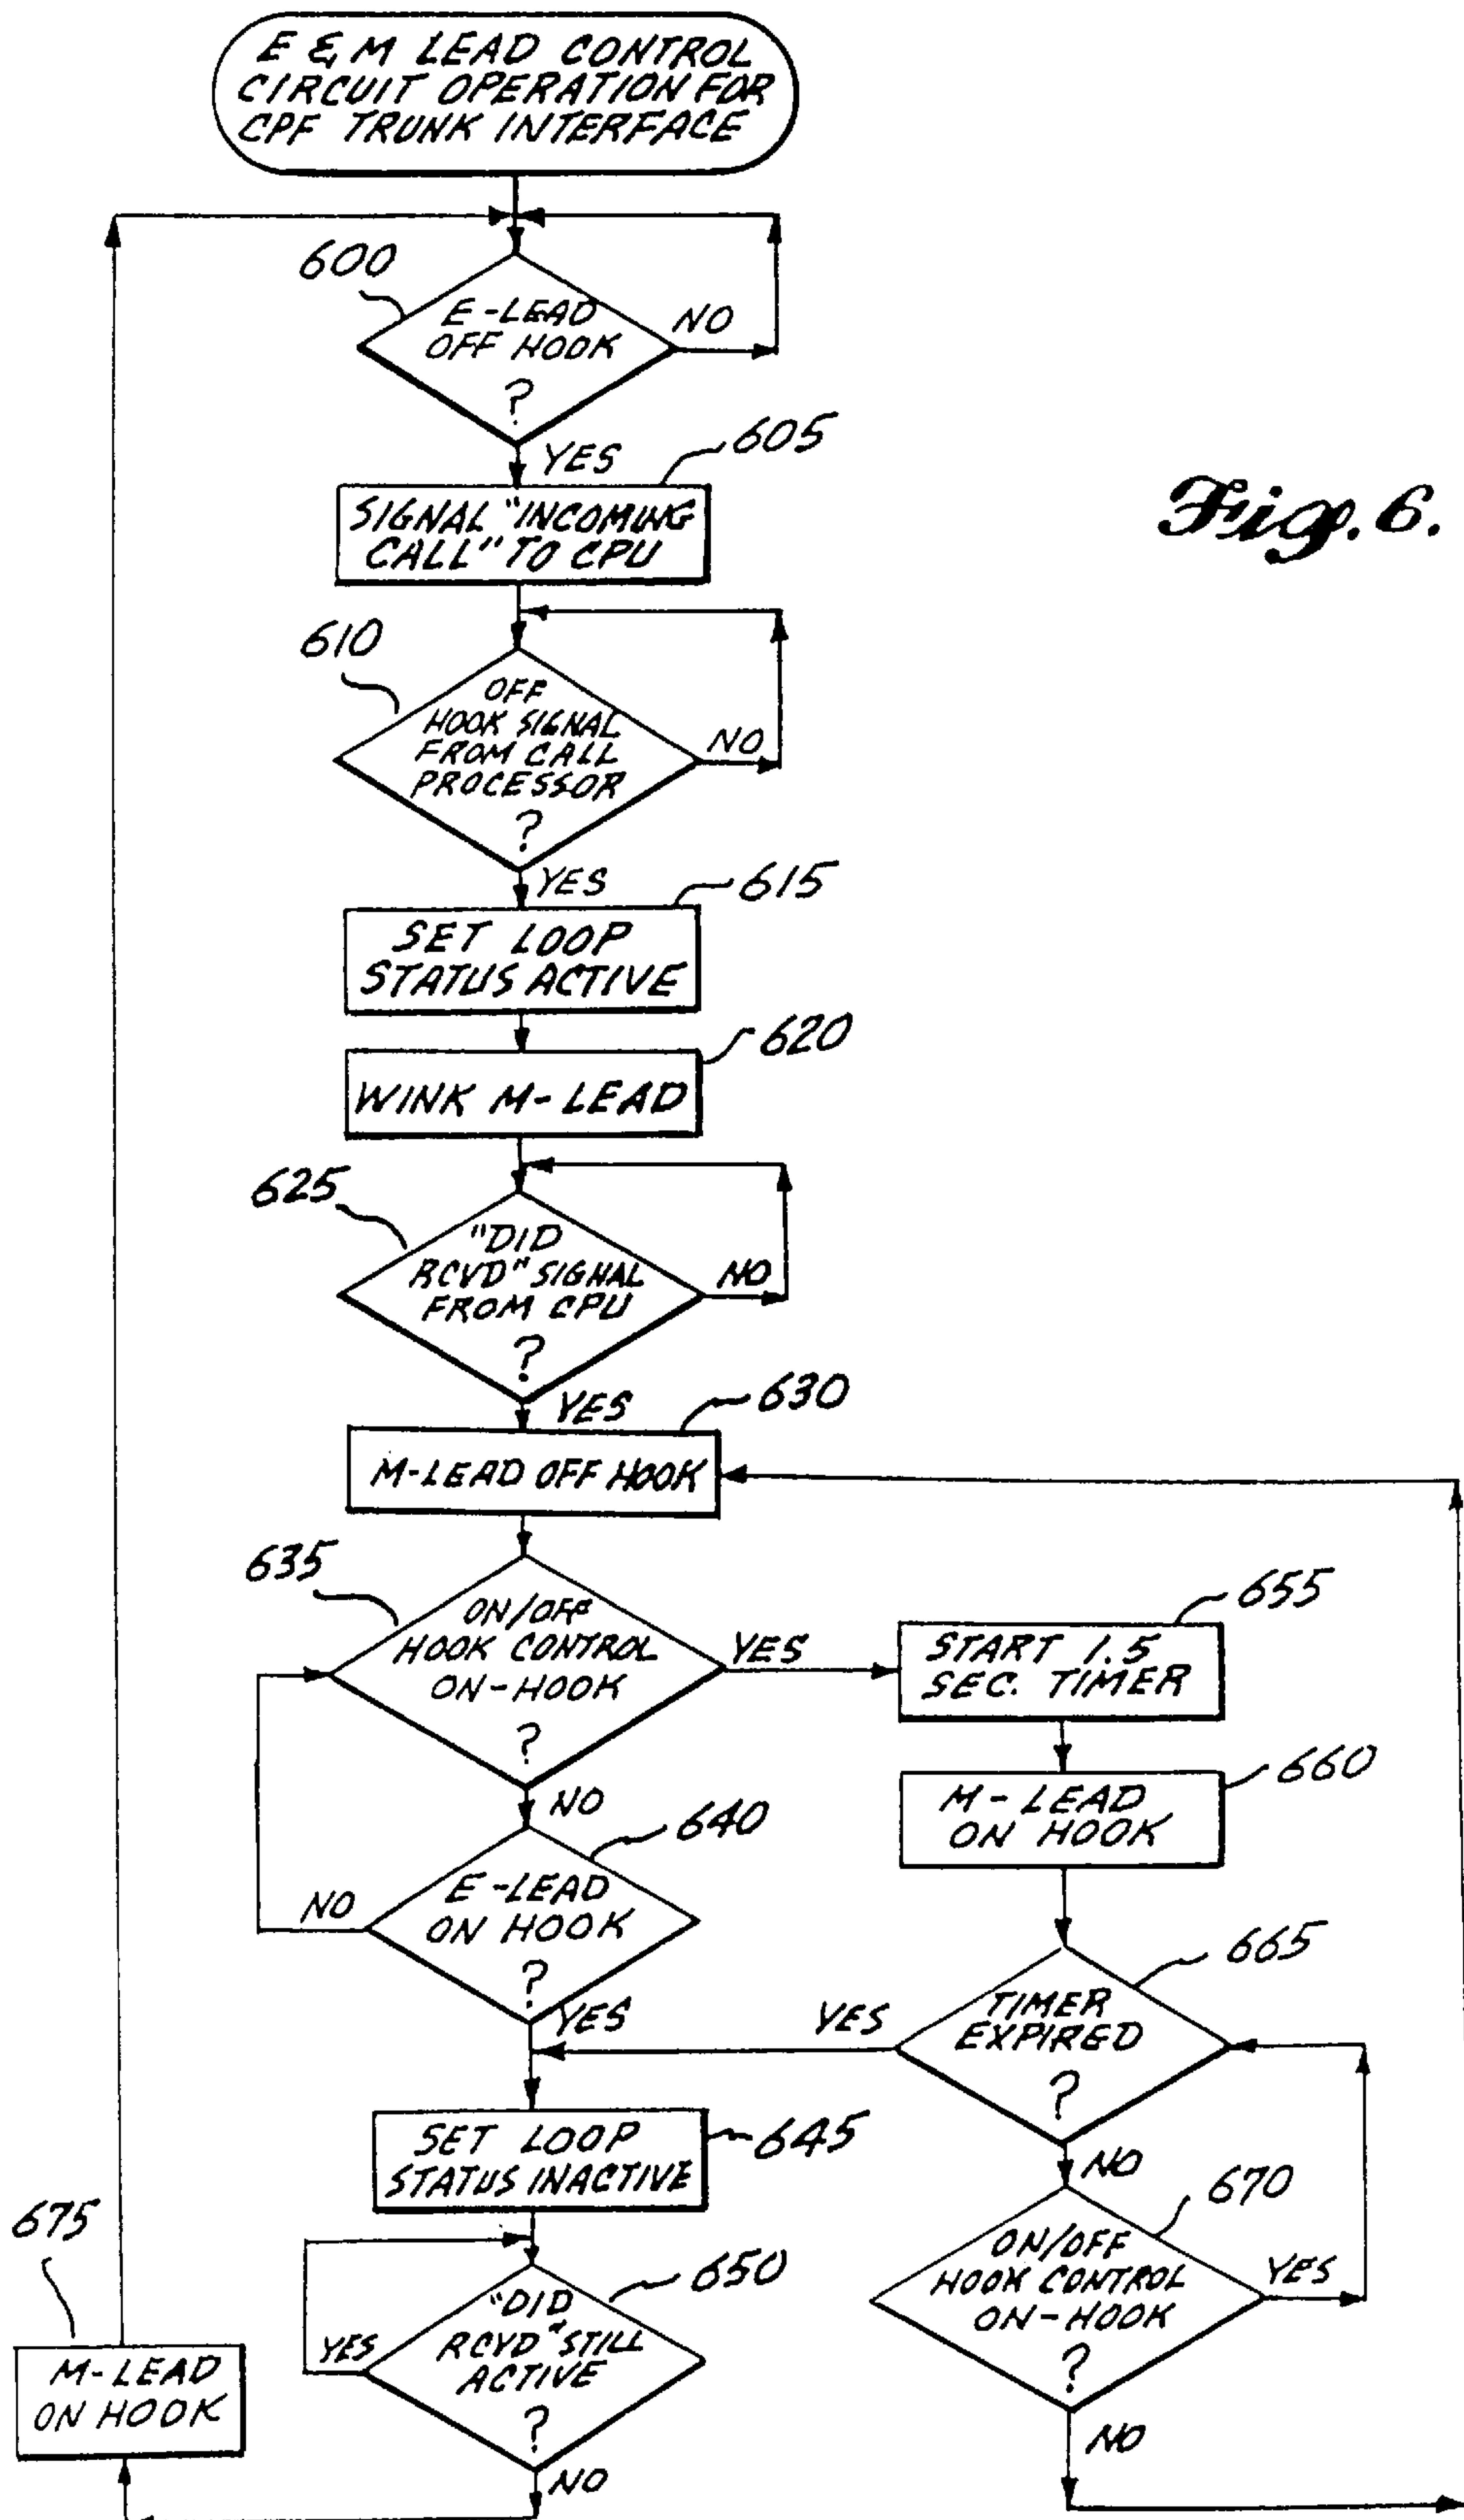 E & M LEAD CONTROL
CIRCUIT OPERATION FOR
CPF TRUNK INTERFACE
600
E-LEAD
OFF HOOK
?
NO
YES
605
SIGNAL "INCOMING
CALL" TO CPU
Fig. 6.
610
OFF
HOOK SIGNAL
FROM CALL
PROCESSOR
?
NO
YES
615
SET LOOP
STATUS ACTIVE
620
WINK M-LEAD
625
"DID
RCVD" SIGNAL
FROM CPU
?
NO
YES
630
M-LEAD OFF HOOK
635
ON/OFF
HOOK CONTROL
ON-HOOK
?
YES
NO
655
START 1.5
SEC. TIMER
660
M-LEAD
ON HOOK
640
E-LEAD
ON HOOK
?
NO
YES
665
TIMER
EXPIRED
?
YES
NO
645
SET LOOP
STATUS INACTIVE
670
ON/OFF
HOOK CONTROL
ON-HOOK
?
YES
NO
650
"DID
RCVD" STILL
ACTIVE
?
YES
NO
675
M-LEAD
ON HOOK